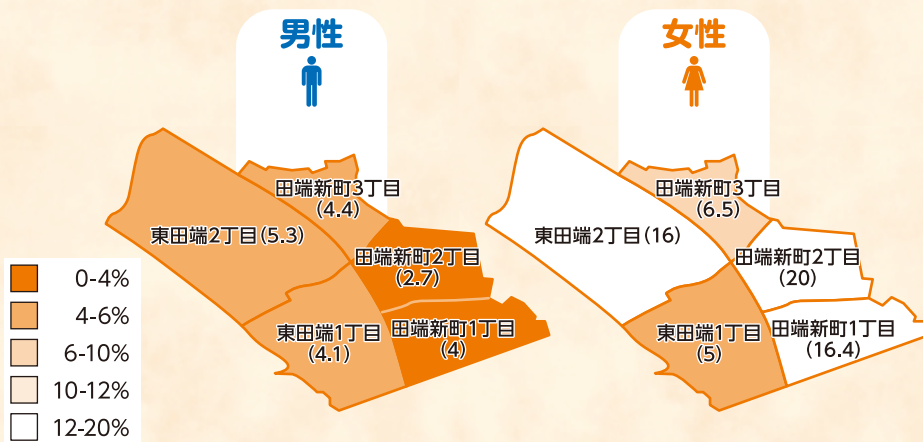 男性
女性
田端新町3丁目
(4.4)
東田端2丁目(5.3)
田端新町2丁目
(2.7)
東田端1丁目
(4.1)
田端新町1丁目
(4)
田端新町3丁目
(6.5)
東田端2丁目(16)
田端新町2丁目
(20)
東田端1丁目
(5)
田端新町1丁目
(16.4)
0-4%
4-6%
6-10%
10-12%
12-20%